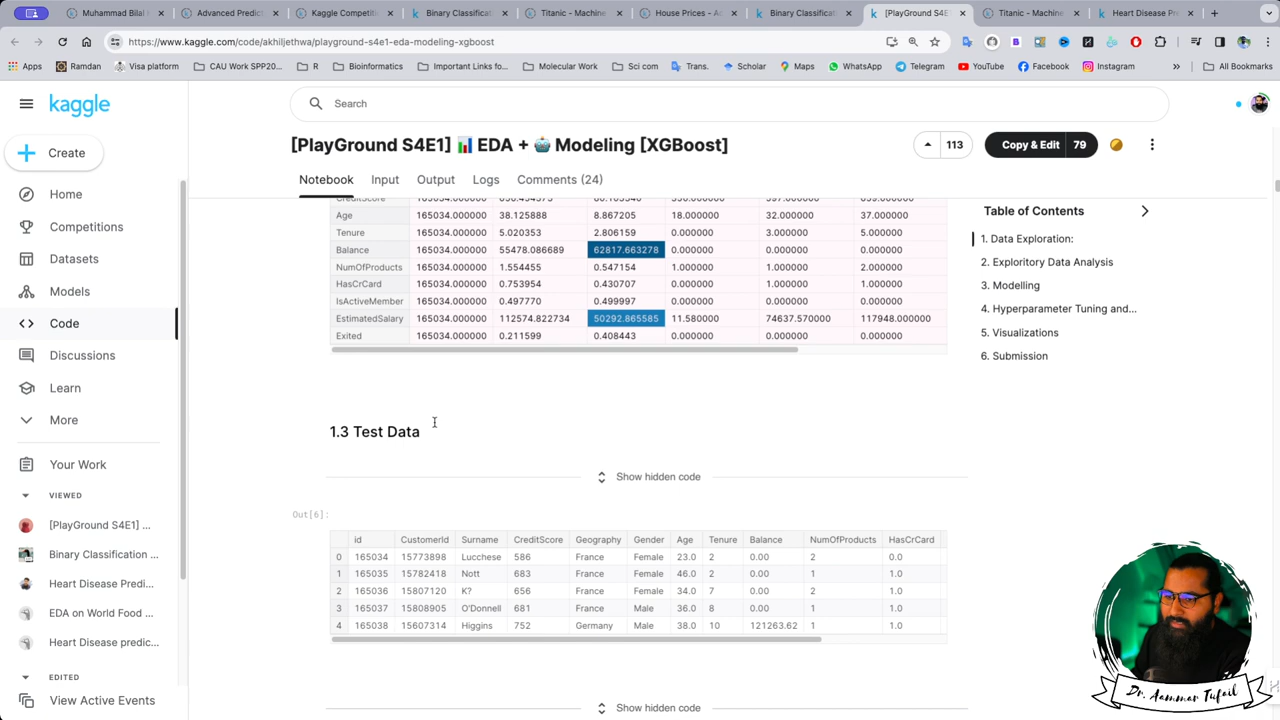 Muhammad Bilal
Advanced Predict
Kaggle Competiti
Binary Classificat
Titanic - Machine
House Prices - Ad
Binary Classificat
[PlayGround S4E1
Titanic - Machine
Heart Disease Pre
https://www.kaggle.com/code/akhiljethwa/playground-s4e1-eda-modeling-xgboost
Apps Ramdan Visa platform CAU Work SPP20... R Bioinformatics Important Links fo... Molecular Work Sci com Trans. Scholar Maps WhatsApp Telegram YouTube Facebook Instagram » All Bookmarks
kaggle
Search
Create
Home
Competitions
Datasets
Models
Code
Discussions
Learn
More
Your Work
VIEWED
[PlayGround S4E1] ...
Binary Classification ...
Heart Disease Predi...
EDA on World Food ...
Heart Disease predic...
EDITED
View Active Events
[PlayGround S4E1] EDA + Modeling [XGBoost]
113
Copy & Edit 79
Notebook Input Output Logs Comments (24)
CreditScore 165034.000000
Age 165034.000000 38.125888 8.867205 18.000000 32.000000 37.000000
Tenure 165034.000000 5.020353 2.806159 0.000000 3.000000 5.000000
Balance 165034.000000 55478.086689 62817.663278 0.000000 0.000000 0.000000
NumOfProducts 165034.000000 1.554455 0.547154 1.000000 1.000000 2.000000
HasCrCard 165034.000000 0.753954 0.430707 0.000000 1.000000 1.000000
IsActiveMember 165034.000000 0.497770 0.499997 0.000000 0.000000 0.000000
EstimatedSalary 165034.000000 112574.822734 50292.865585 11.580000 74637.570000 117948.000000
Exited 165034.000000 0.211599 0.408443 0.000000 0.000000 0.000000
1.3 Test Data
Show hidden code
Out[6]:
id CustomerId Surname CreditScore Geography Gender Age Tenure Balance NumOfProducts HasCrCard
0 165034 15773898 Lucchese 586 France Female 23.0 2 0.00 2 0.0
1 165035 15782418 Nott 683 France Female 46.0 2 0.00 1 1.0
2 165036 15807120 K? 656 France Female 34.0 7 0.00 2 1.0
3 165037 15808905 O'Donnell 681 France Male 36.0 8 0.00 1 1.0
4 165038 15607314 Higgins 752 Germany Male 38.0 10 121263.62 1 1.0
Show hidden code
Table of Contents
1. Data Exploration:
2. Exploritory Data Analysis
3. Modelling
4. Hyperparameter Tuning and...
5. Visualizations
6. Submission
Dr. Aammar Tufail